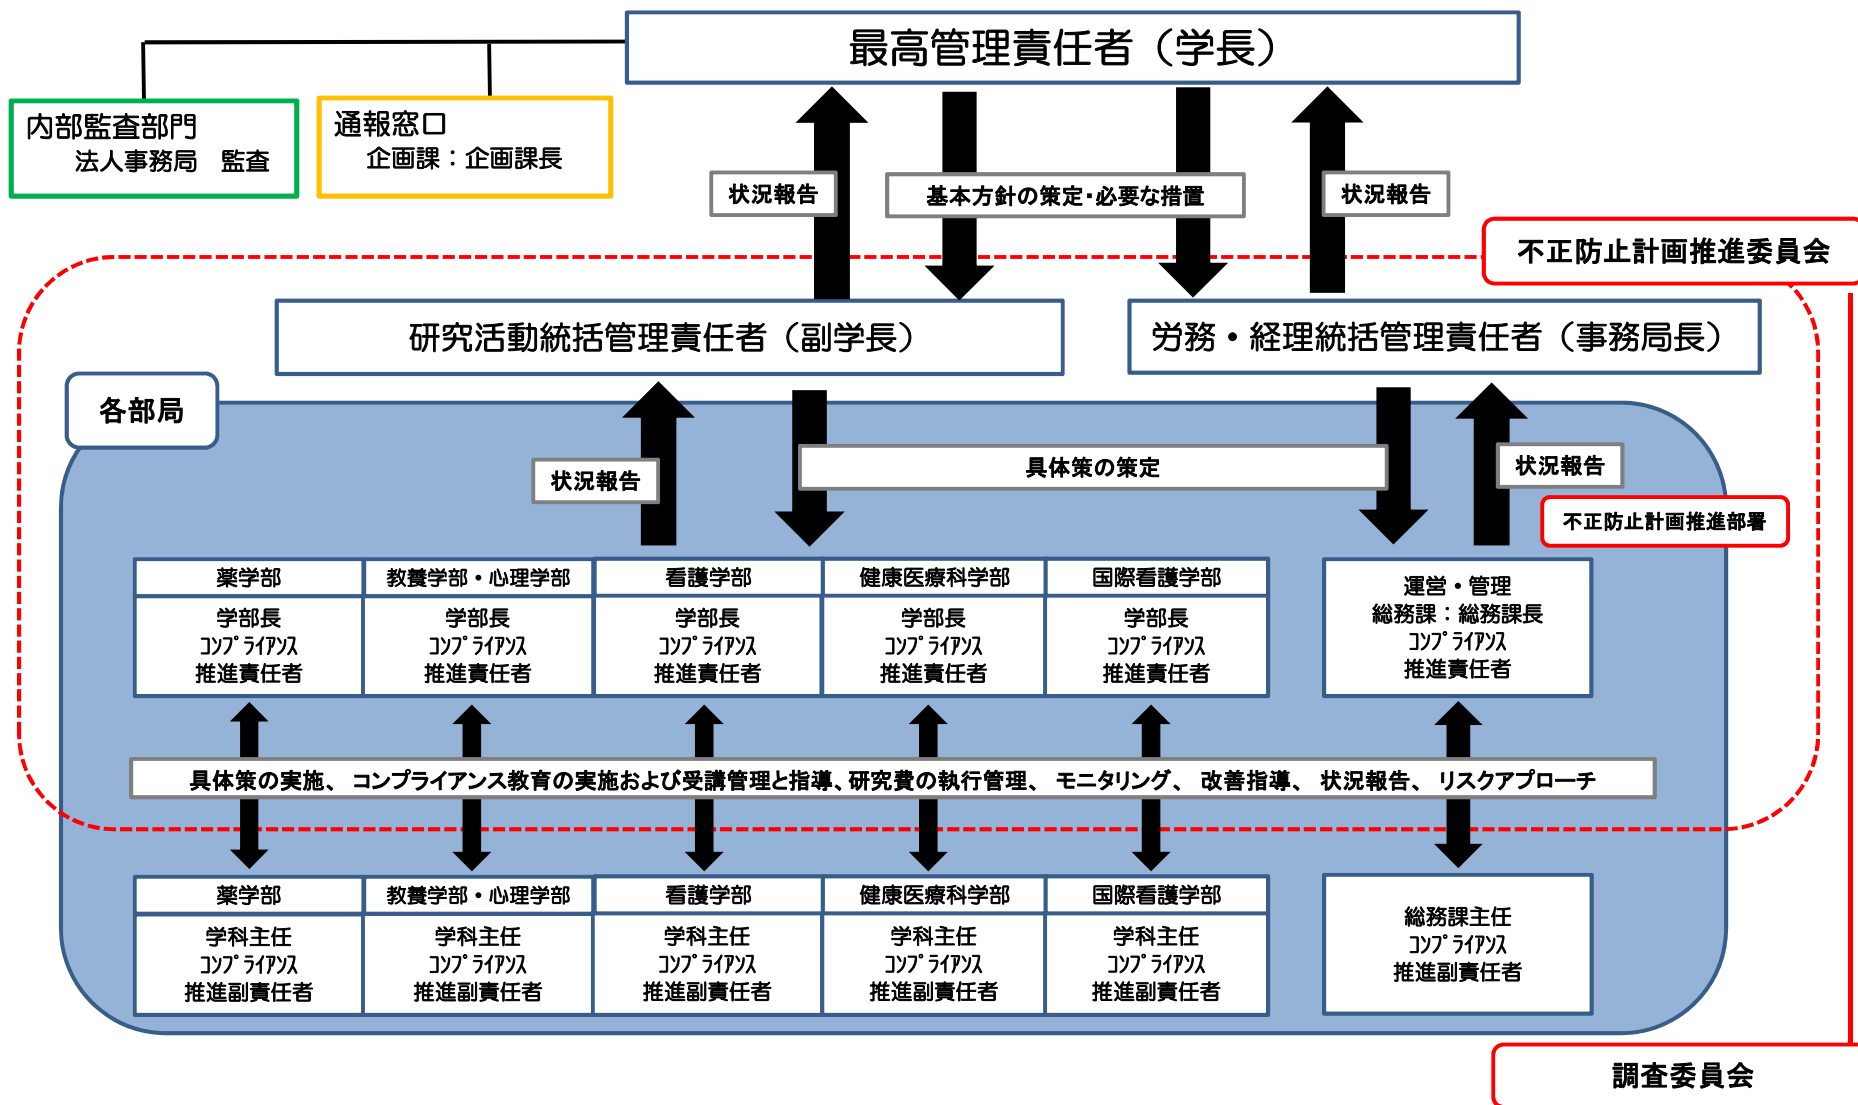 最高管理責任者（学長）
内部監査部門
法人事務局　監査
通報窓口
企画課：企画課長
状況報告
基本方針の策定・必要な措置
状況報告
不正防止計画推進委員会
研究活動統括管理責任者（副学長）
労務・経理統括管理責任者（事務局長）
各部局
状況報告
具体策の策定
状況報告
不正防止計画推進部署
薬学部
学部長
ｺﾝﾌﾟﾗｲｱﾝｽ
推進責任者
教養学部・心理学部
学部長
ｺﾝﾌﾟﾗｲｱﾝｽ
推進責任者
看護学部
学部長
ｺﾝﾌﾟﾗｲｱﾝｽ
推進責任者
健康医療科学部
学部長
ｺﾝﾌﾟﾗｲｱﾝｽ
推進責任者
国際看護学部
学部長
ｺﾝﾌﾟﾗｲｱﾝｽ
推進責任者
運営・管理
総務課：総務課長
ｺﾝﾌﾟﾗｲｱﾝｽ
推進責任者
具体策の実施、コンプライアンス教育の実施および受講管理と指導、研究費の執行管理、モニタリング、改善指導、状況報告、リスクアプローチ
薬学部
学科主任
ｺﾝﾌﾟﾗｲｱﾝｽ
推進副責任者
教養学部・心理学部
学科主任
ｺﾝﾌﾟﾗｲｱﾝｽ
推進副責任者
看護学部
学科主任
ｺﾝﾌﾟﾗｲｱﾝｽ
推進副責任者
健康医療科学部
学科主任
ｺﾝﾌﾟﾗｲｱﾝｽ
推進副責任者
国際看護学部
学科主任
ｺﾝﾌﾟﾗｲｱﾝｽ
推進副責任者
総務課主任
ｺﾝﾌﾟﾗｲｱﾝｽ
推進副責任者
調査委員会